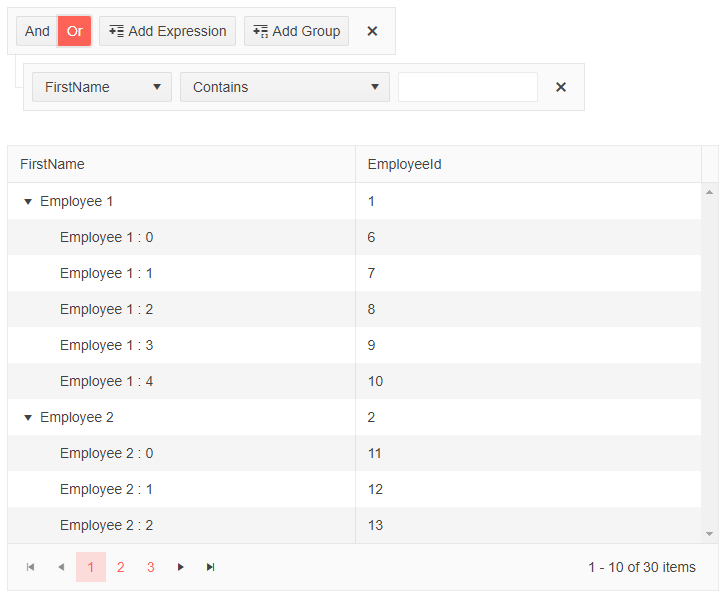 And Or Add Expression Add Group
FirstName Contains
FirstName EmployeeId
Employee 1 1
Employee 1 : 0 6
Employee 1 : 1 7
Employee 1 : 2 8
Employee 1 : 3 9
Employee 1 : 4 10
Employee 2 2
Employee 2 : 0 11
Employee 2 : 1 12
Employee 2 : 2 13
1 2 3 1 - 10 of 30 items